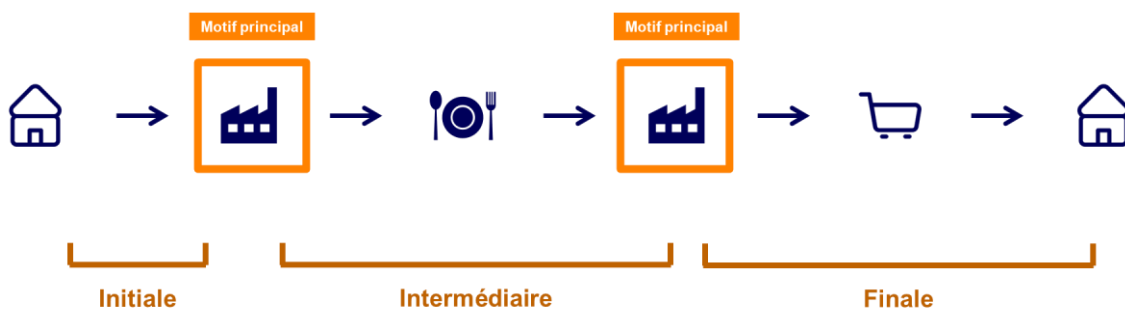 Motif principal
Motif principal
Initiale
Intermédiaire
Finale